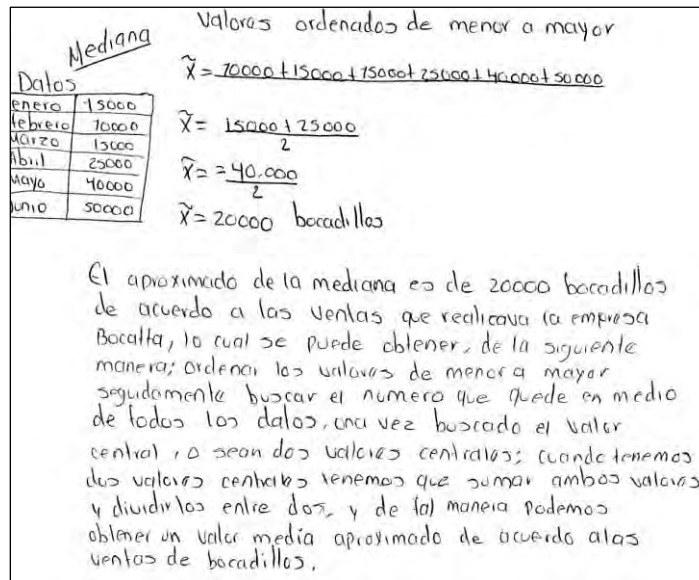 Mediana
Valores ordenados de menor a mayor
x̃ = 10000 + 15000 + 15000 + 25000 + 40000 + 50000
Datos
enero 15000
febrero 10000
Marzo 15000
Abril 25000
Mayo 40000
junio 50000
x̃ = 15000 + 25000
2
x̃ = = 40.000
2
x̃ = 20000 bocadillos
El aproximado de la mediana es de 20000 bocadillos
de acuerdo a las ventas que realicava la empresa
Bocalta, lo cual se puede obtener, de la siguiente
manera; ordenar los valores de menor a mayor
seguidamente buscar el numero que quede en medio
de todos los datos, una vez buscado el valor
central, o sean dos valores centrales; cuando tenemos
dos valores centrales tenemos que sumar ambos valores
y dividirlos entre dos, y de tal manera podemos
obtener un valor media aproximado de acuerdo alas
ventas de bocadillos.